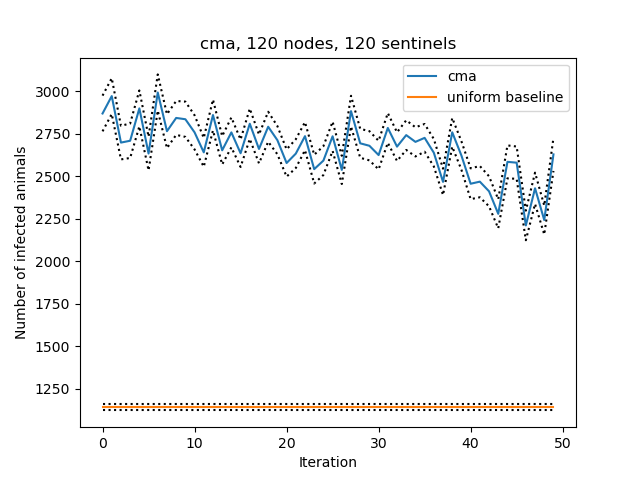 cma, 120 nodes, 120 sentinels
cma
uniform baseline
3000
2750
2500
2250
2000
1750
1500
1250
Number of infected animals
0 10 20 30 40 50
Iteration